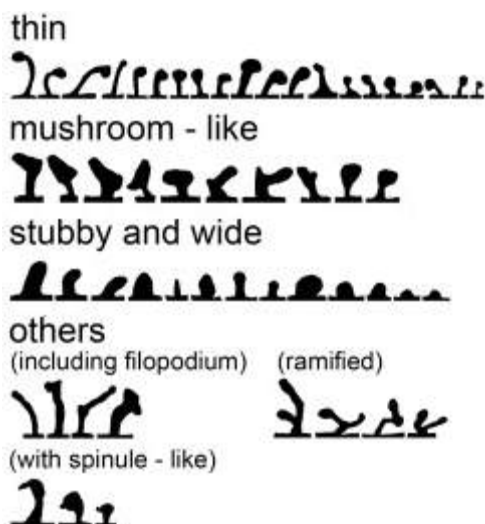 thin
mushroom - like
stubby and wide
others
(including filopodium) (ramified)
(with spinule - like)